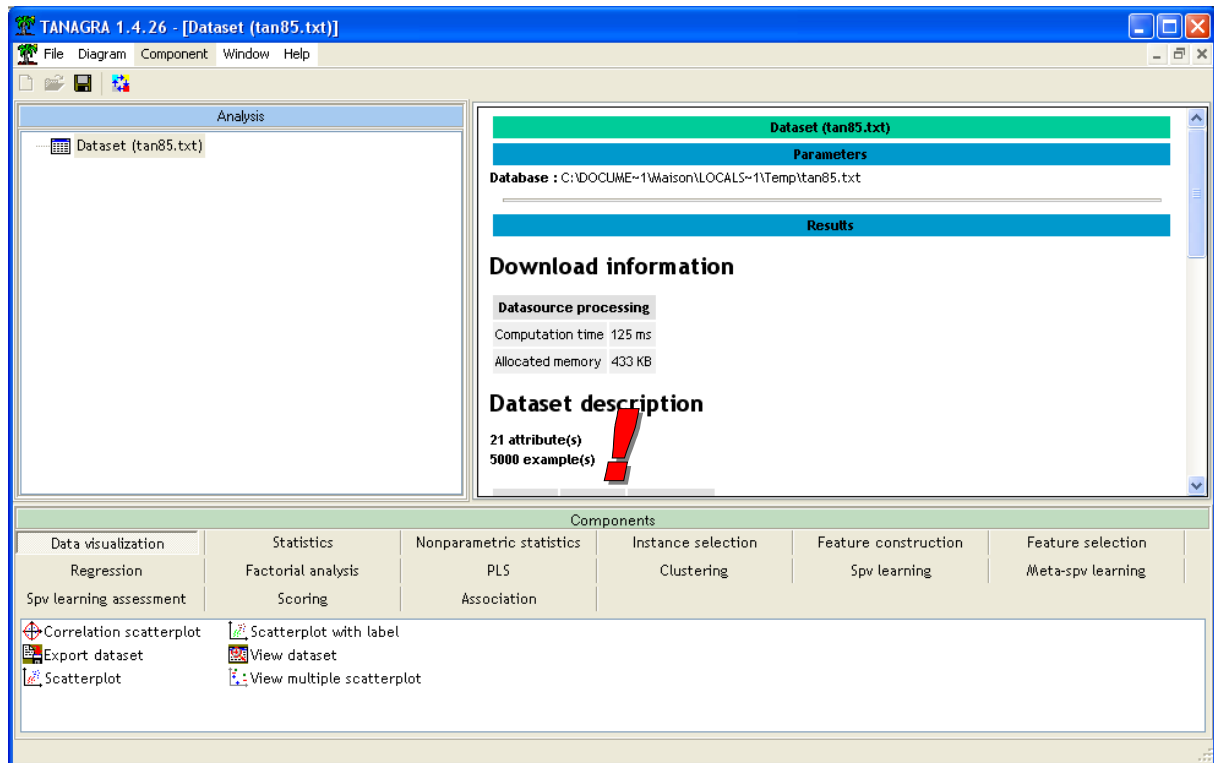 TANAGRA 1.4.26 - [Dataset (tan85.txt)]
File Diagram Component Window Help
Analysis
Dataset (tan85.txt)
Dataset (tan85.txt)
Parameters
Database : C:\DOCUME~1\Maison\LOCALS~1\Temp\tan85.txt
Results
Download information
Datasource processing
Computation time 125 ms
Allocated memory 433 KB
Dataset description
21 attribute(s)
5000 example(s)
!
Components
Data visualization Statistics Nonparametric statistics Instance selection Feature construction Feature selection
Regression Factorial analysis PLS Clustering Spv learning Meta-spv learning
Spv learning assessment Scoring Association
Correlation scatterplot Scatterplot with label
Export dataset View dataset
Scatterplot View multiple scatterplot